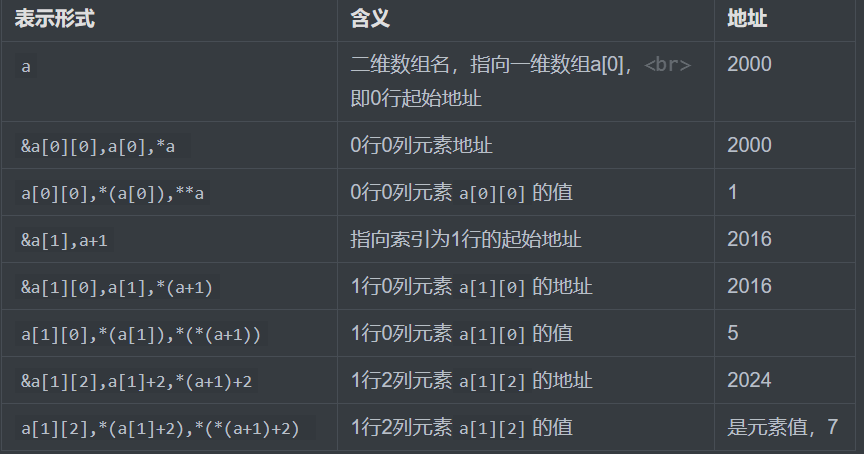 表示形式 含义 地址
a 二维数组名，指向一维数组a[0]，<br> 2000
即0行起始地址
&a[0][0],a[0],*a 0行0列元素地址 2000
a[0][0],*(a[0]),**a 0行0列元素 a[0][0] 的值 1
&a[1],a+1 指向索引为1行的起始地址 2016
&a[1][0],a[1],*(a+1) 1行0列元素 a[1][0] 的地址 2016
a[1][0],*(a[1]),*(*(a+1)) 1行0列元素 a[1][0] 的值 5
&a[1][2],a[1]+2,*(a+1)+2 1行2列元素 a[1][2] 的地址 2024
a[1][2],*(a[1]+2),*(*(a+1)+2) 1行2列元素 a[1][2] 的值 是元素值，7